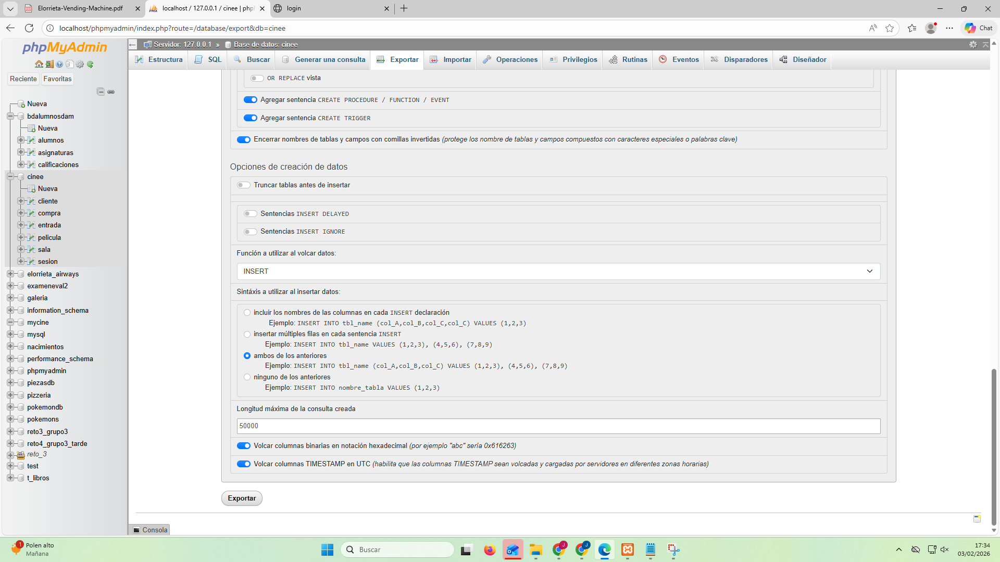 Elorrieta-Vending-Machine.pdf
localhost / 127.0.0.1 / cinee | php
login
localhost/phpmyadmin/index.php?route=/database/export&db=cinee
Chat
phpMyAdmin
Reciente
Favoritas
Nueva
bdalumnosdam
Nueva
alumnos
asignaturas
calificaciones
cinee
Nueva
cliente
compra
entrada
pelicula
sala
sesion
elorrieta_airways
exameneval2
galeria
information_schema
mycine
mysql
nacimientos
performance_schema
phpmyadmin
piezasdb
pizzeria
pokemondb
pokemons
reto3_grupo3
reto4_grupo3_tarde
reto_3
test
t_libros
Servidor: 127.0.0.1 » Base de datos: cinee
Estructura
SQL
Buscar
Generar una consulta
Exportar
Importar
Operaciones
Privilegios
Rutinas
Eventos
Disparadores
Diseñador
OR REPLACE vista
Agregar sentencia CREATE PROCEDURE / FUNCTION / EVENT
Agregar sentencia CREATE TRIGGER
Encerrar nombres de tablas y campos con comillas invertidas (protege los nombre de tablas y campos compuestos con caracteres especiales o palabras clave)
Opciones de creación de datos
Truncar tablas antes de insertar
Sentencias INSERT DELAYED
Sentencias INSERT IGNORE
Función a utilizar al volcar datos:
INSERT
Sintáxis a utilizar al insertar datos:
incluir los nombres de las columnas en cada INSERT declaración
Ejemplo: INSERT INTO tbl_name (col_A,col_B,col_C,col_C) VALUES (1,2,3)
insertar múltiples filas en cada sentencia INSERT
Ejemplo: INSERT INTO tbl_name VALUES (1,2,3), (4,5,6), (7,8,9)
ambos de los anteriores
Ejemplo: INSERT INTO tbl_name (col_A,col_B,col_C) VALUES (1,2,3), (4,5,6), (7,8,9)
ninguno de los anteriores
Ejemplo: INSERT INTO nombre_tabla VALUES (1,2,3)
Longitud máxima de la consulta creada
50000
Volcar columnas binarias en notación hexadecimal (por ejemplo "abc" sería 0x616263)
Volcar columnas TIMESTAMP en UTC (habilita que las columnas TIMESTAMP sean volcadas y cargadas por servidores en diferentes zonas horarias)
Exportar
Consola
1
Polen alto
Mañana
Buscar
J
J
17:34
03/02/2026